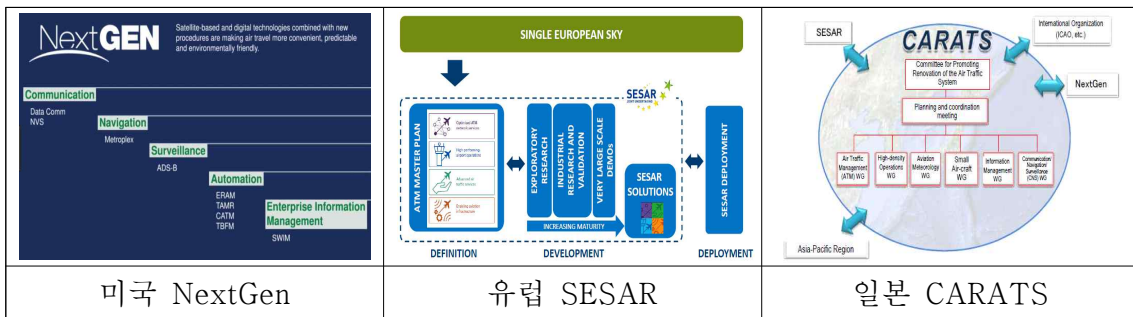 NextGEN
Satellite-based and digital technologies combined with new
procedures are making air travel more convenient, predictable
and environmentally friendly.
Communication
Data Comm
NVS
Navigation
Metroplex
Surveillance
ADS-B
Automation
ERAM
TAMR
CATM
TBFM
Enterprise Information
Management
SWIM
SINGLE EUROPEAN SKY
SESAR
JOINT UNDERTAKING
ATM MASTER PLAN
EXPLORATORY
RESEARCH
INDUSTRIAL
RESEARCH AND
VALIDATION
VERY LARGE SCALE
DEMOS
SESAR
SOLUTIONS
INCREASING MATURITY
SESAR DEPLOYMENT
DEFINITION
DEVELOPMENT
DEPLOYMENT
CARATS
SESAR
International Organization
(ICAO, etc.)
NextGen
Committee for Promoting
Renovation of the Air Traffic
System
Planning and coordination
meeting
Air Traffic
Management
(ATM) WG
High-density
Operations
WG
Aviation
Meteorology
WG
Small
Air-craft
WG
Information
Management
WG
Communication/
Navigation/
Surveillance
(CNS) WG
Asia-Pacific Region
미국 NextGen
유럽 SESAR
일본 CARATS